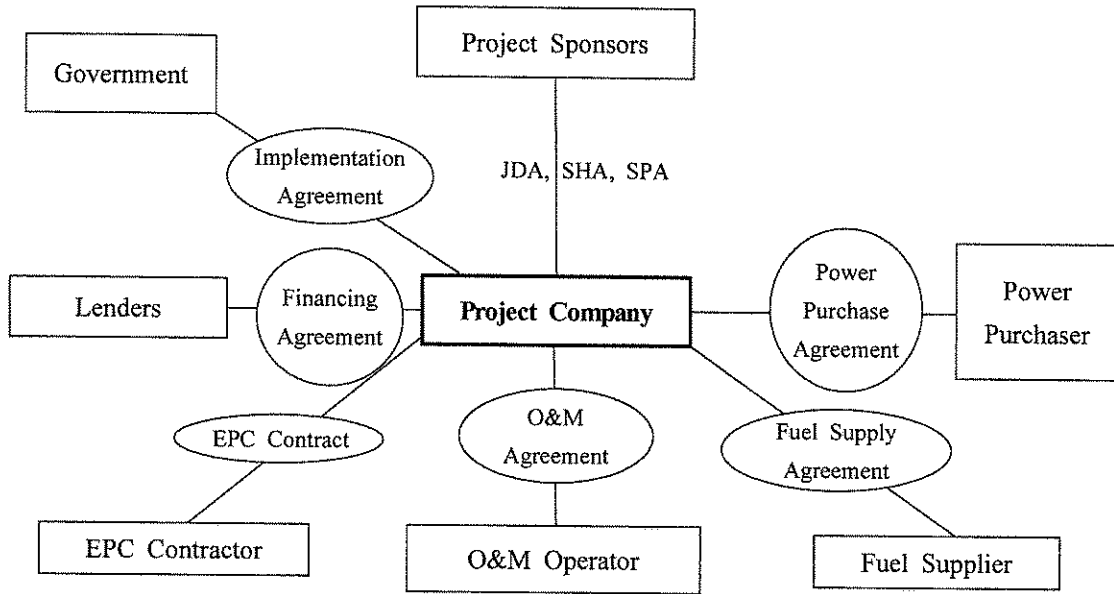 Project Sponsors
Government
Implementation
Agreement
JDA, SHA, SPA
Lenders
Financing
Agreement
Project Company
Power
Purchase
Agreement
Power
Purchaser
EPC Contract
O&M
Agreement
Fuel Supply
Agreement
EPC Contractor
O&M Operator
Fuel Supplier